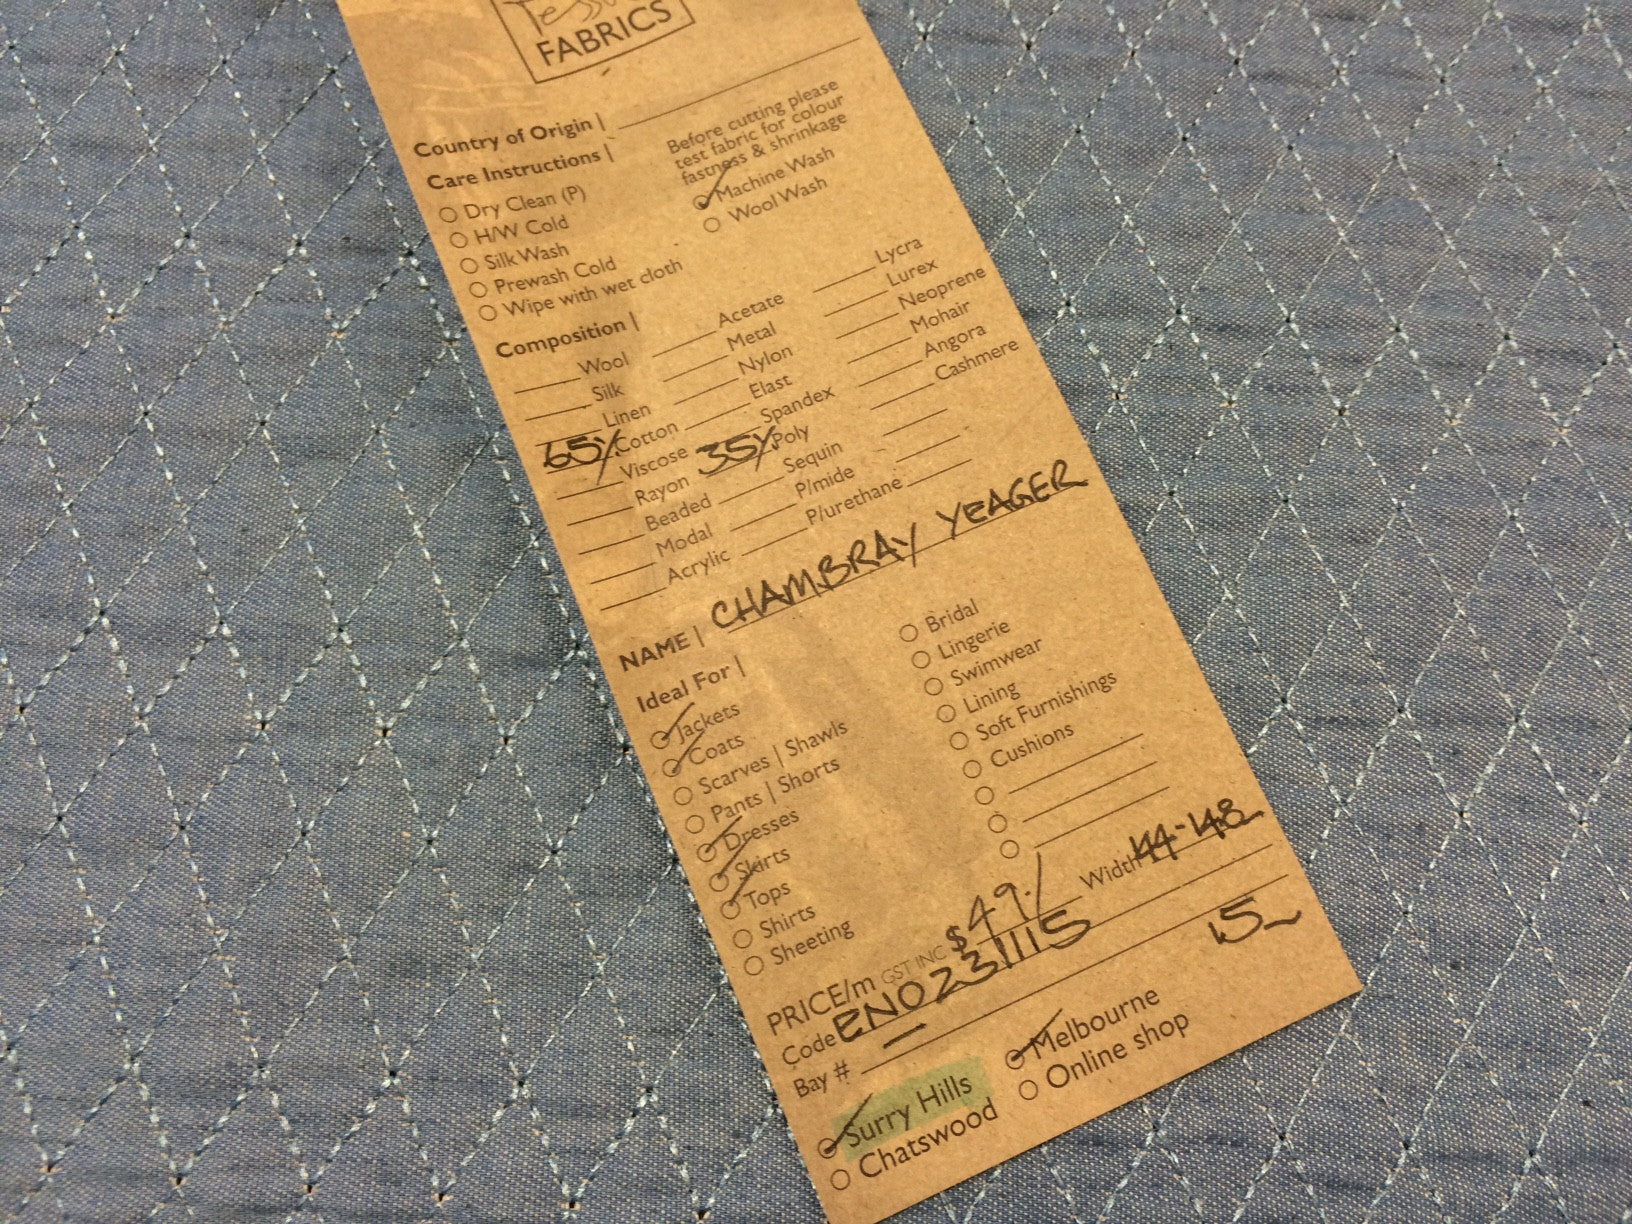 FABRICS
Country of Origin |
Care Instructions |
Before cutting please
test fabric for colour
fastness & shrinkage
Dry Clean (P)
Machine Wash
H/W Cold
Wool Wash
Silk Wash
Prewash Cold
Wipe with wet cloth
Composition |
Wool
Acetate
Lycra
Silk
Metal
Lurex
Linen
Nylon
Neoprene
65% Cotton
Elast
Mohair
Viscose
Spandex
Angora
Rayon
35% Poly
Cashmere
Beaded
Sequin
Modal
P/mide
Acrylic
P/urethane
NAME | CHAMBRAY YEAGER
Ideal For |
Jackets
Bridal
Coats
Lingerie
Scarves | Shawls
Swimwear
Pants | Shorts
Lining
Dresses
Soft Furnishings
Skirts
Cushions
Tops
Shirts
Sheeting
PRICE/m GST INC $49./ Width 44-48
Code ENO231115
Bay #
Surry Hills
Melbourne
Chatswood
Online shop